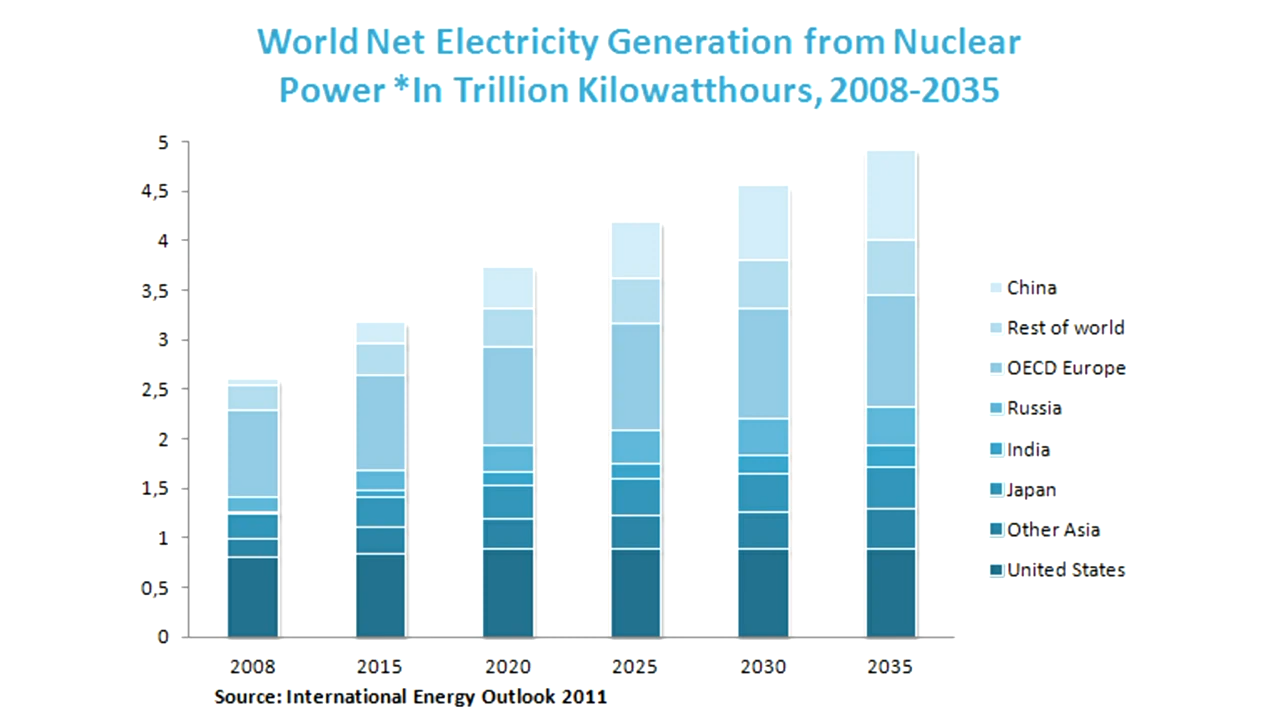 World Net Electricity Generation from Nuclear
Power *In Trillion Kilowatthours, 2008-2035
5
4,5
4
3,5
3
2,5
2
1,5
1
0,5
0
China
Rest of world
OECD Europe
Russia
India
Japan
Other Asia
United States
2008 2015 2020 2025 2030 2035
Source: International Energy Outlook 2011